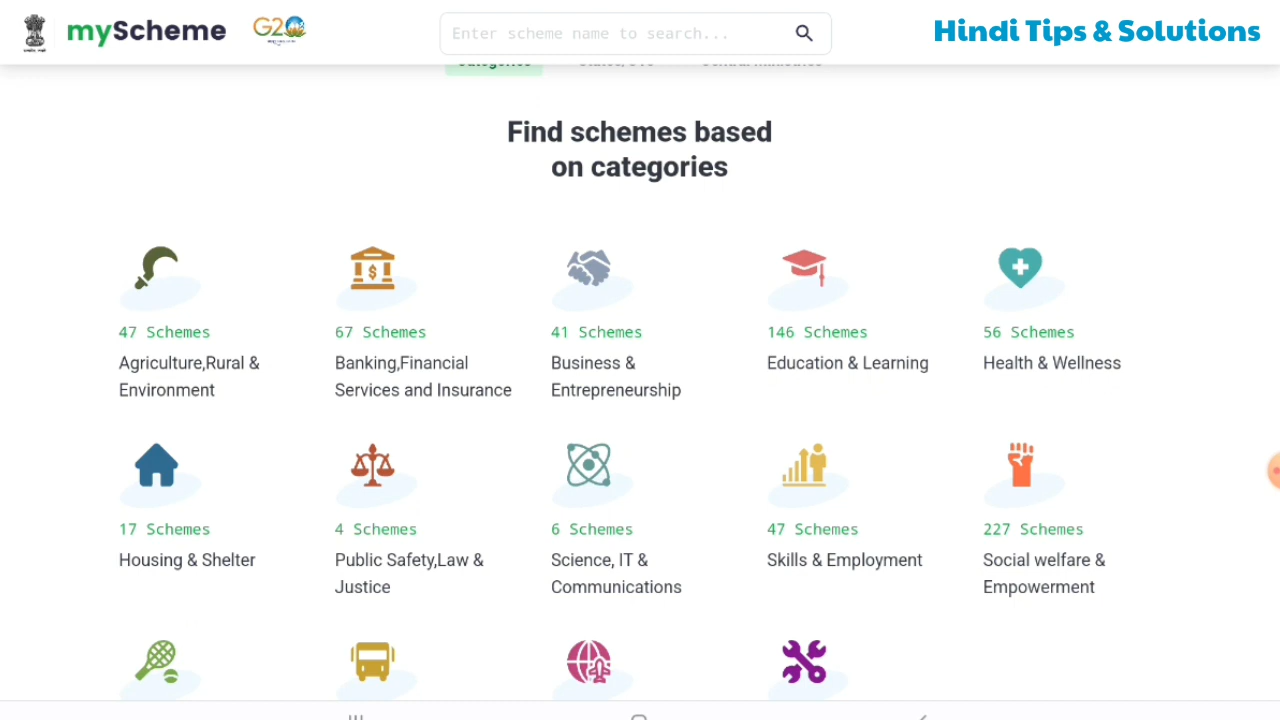 myScheme
G20
Enter scheme name to search...
Hindi Tips & Solutions
Categories
Find schemes based
on categories
47 Schemes
Agriculture,Rural &
Environment
67 Schemes
Banking,Financial
Services and Insurance
41 Schemes
Business &
Entrepreneurship
146 Schemes
Education & Learning
56 Schemes
Health & Wellness
17 Schemes
Housing & Shelter
4 Schemes
Public Safety,Law &
Justice
6 Schemes
Science, IT &
Communications
47 Schemes
Skills & Employment
227 Schemes
Social welfare &
Empowerment